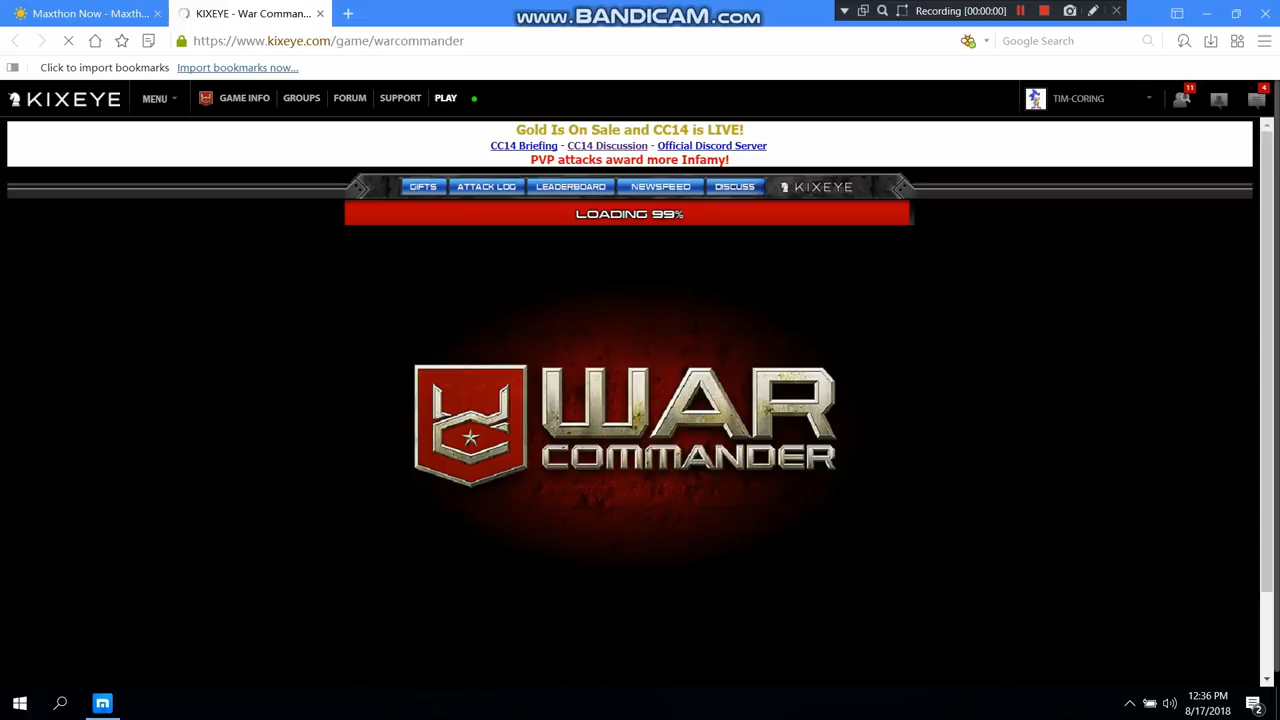 Maxthon Now - Maxth...
KIXEYE - War Comman...
www.BANDICAM.com
Recording [00:00:00]
https://www.kixeye.com/game/warcommander
Google Search
Click to import bookmarks
Import bookmarks now...
KIXEYE
MENU
GAME INFO
GROUPS
FORUM
SUPPORT
PLAY
TIM-CORING
11
4
Gold Is On Sale and CC14 is LIVE!
CC14 Briefing - CC14 Discussion - Official Discord Server
PVP attacks award more Infamy!
GIFTS
ATTACK LOG
LEADERBOARD
NEWSFEED
DISCUSS
KIXEYE
LOADING 99%
WAR
COMMANDER
12:36 PM
8/17/2018
2